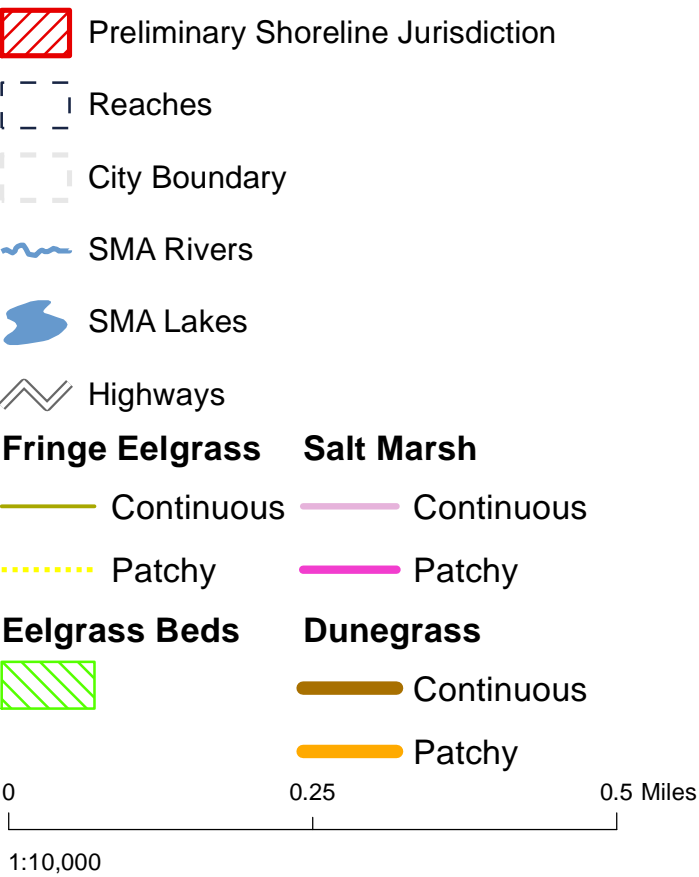 Preliminary Shoreline Jurisdiction
Reaches
City Boundary
SMA Rivers
SMA Lakes
Highways
Fringe Eelgrass Salt Marsh
Continuous Continuous
Patchy Patchy
Eelgrass Beds Dunegrass
Continuous
Patchy
0 0.25 0.5 Miles
1:10,000